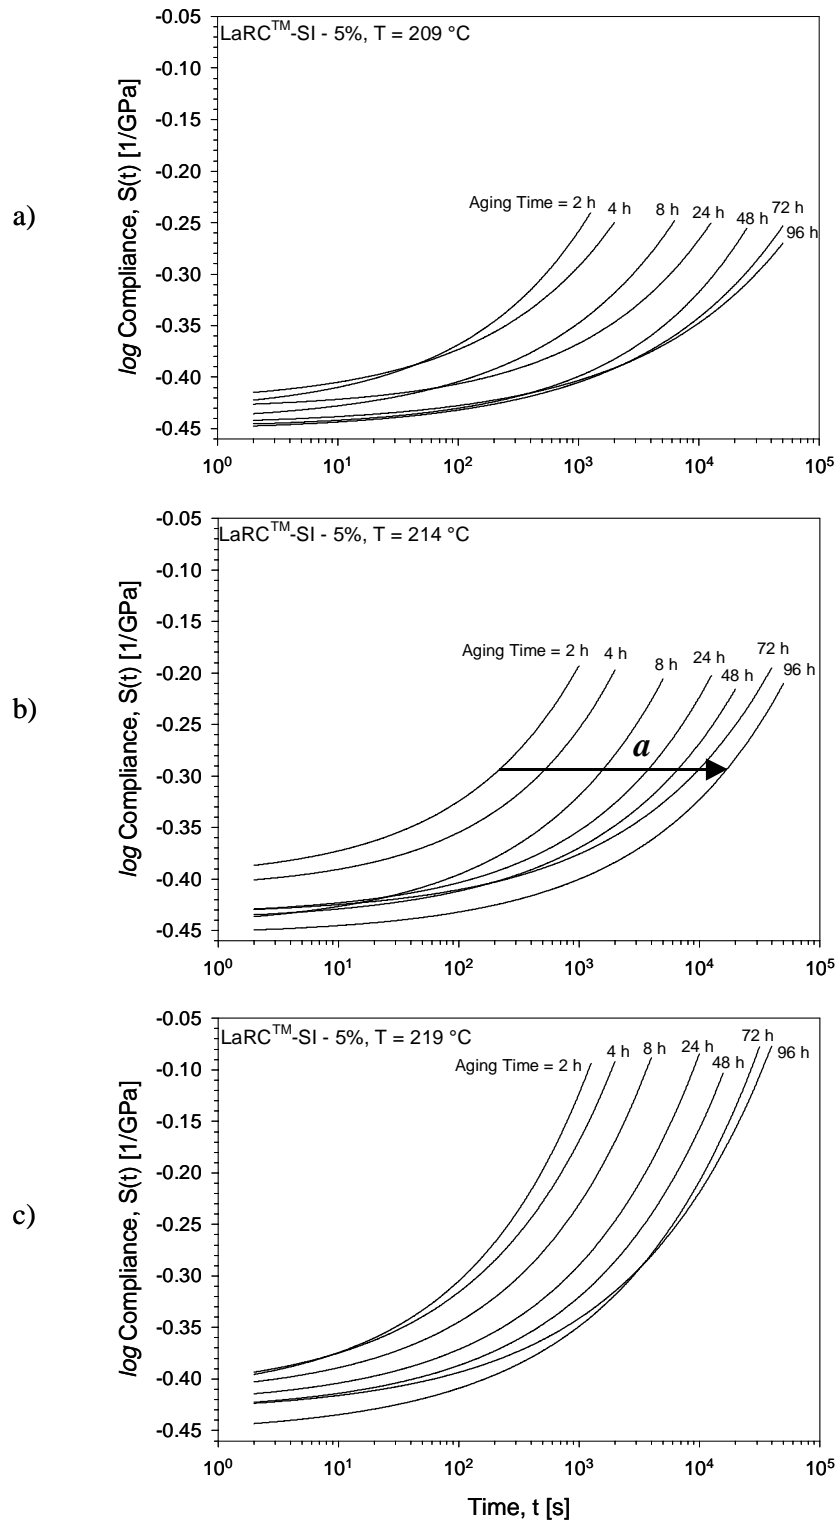 a)
LaRC™-SI - 5%, T = 209 °C
log Compliance, S(t) [1/GPa]
-0.05
-0.10
-0.15
-0.20
-0.25
-0.30
-0.35
-0.40
-0.45
Aging Time = 2 h
4 h
8 h
24 h
48 h
72 h
96 h
10⁰ 10¹ 10² 10³ 10⁴ 10⁵
b)
LaRC™-SI - 5%, T = 214 °C
log Compliance, S(t) [1/GPa]
-0.05
-0.10
-0.15
-0.20
-0.25
-0.30
-0.35
-0.40
-0.45
Aging Time = 2 h
4 h
8 h
24 h
48 h
72 h
96 h
a
10⁰ 10¹ 10² 10³ 10⁴ 10⁵
c)
LaRC™-SI - 5%, T = 219 °C
log Compliance, S(t) [1/GPa]
-0.05
-0.10
-0.15
-0.20
-0.25
-0.30
-0.35
-0.40
-0.45
Aging Time = 2 h
4 h
8 h
24 h
48 h
72 h
96 h
10⁰ 10¹ 10² 10³ 10⁴ 10⁵
Time, t [s]